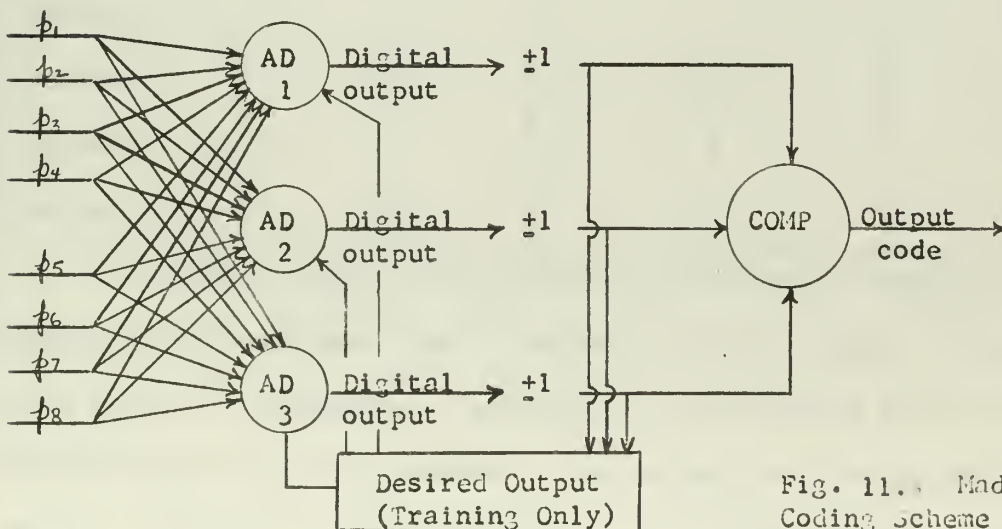 p1
p2
p3
p4
p5
p6
p7
p8
AD
1
Digital
output
±1
AD
2
Digital
output
±1
AD
3
Digital
output
±1
COMP
Output
code
Desired Output
(Training Only)
Fig. 11. Mad
Coding Scheme